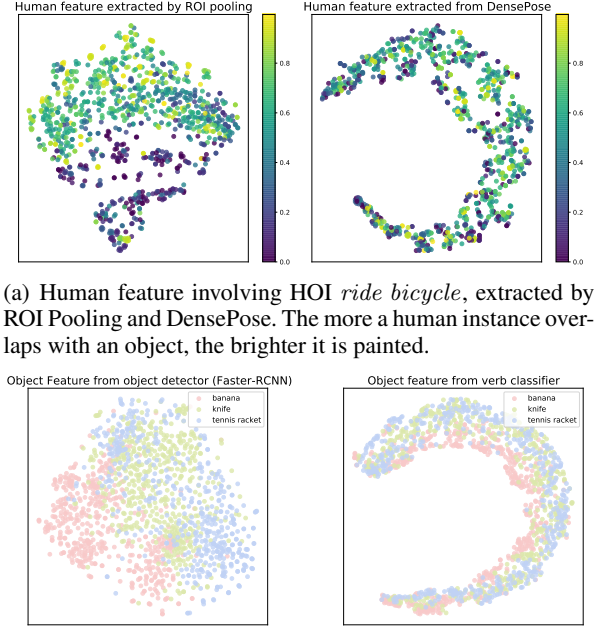 Human feature extracted by ROI pooling
Human feature extracted from DensePose
0.8
0.6
0.4
0.2
0.0
0.8
0.6
0.4
0.2
0.0
(a) Human feature involving HOI ride bicycle, extracted by
ROI Pooling and DensePose. The more a human instance over-
laps with an object, the brighter it is painted.
Object Feature from object detector (Faster-RCNN)
banana
knife
tennis racket
Object feature from verb classifier
banana
knife
tennis racket